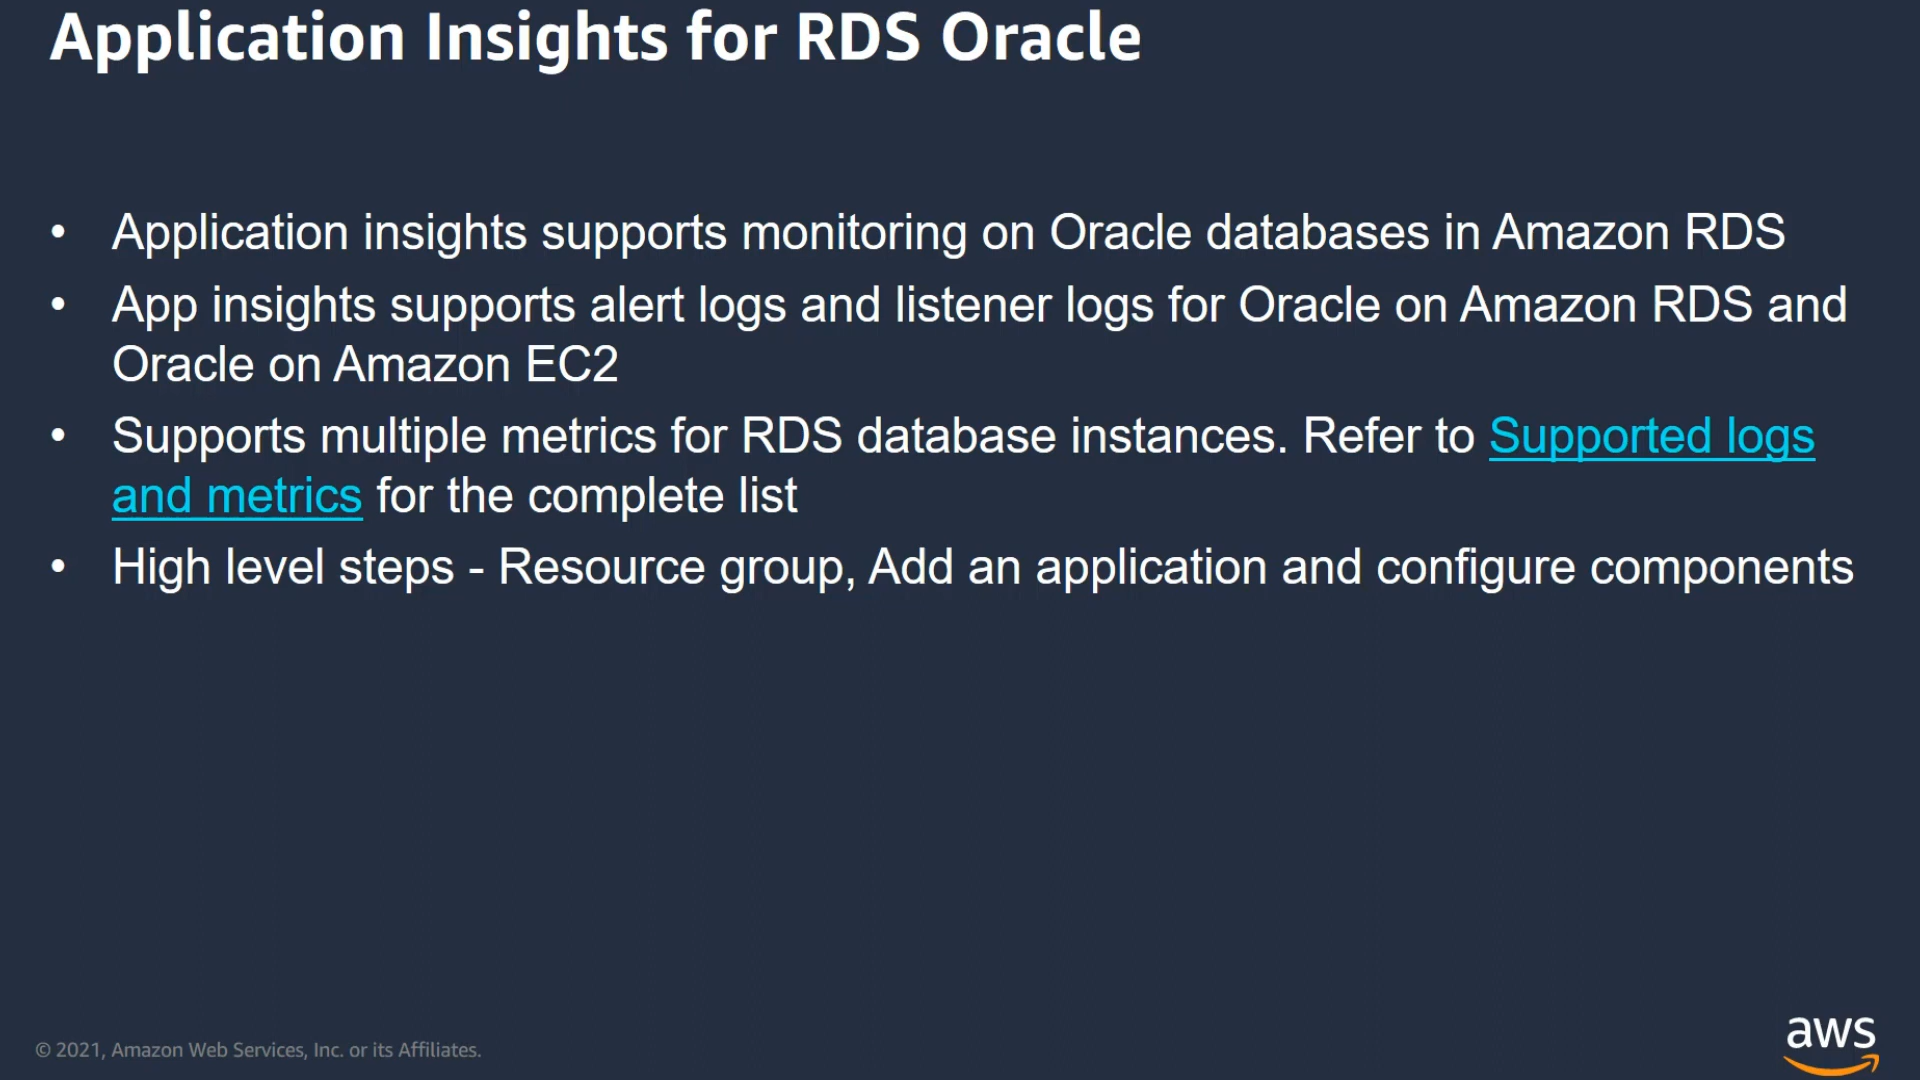 Application Insights for RDS Oracle
• Application insights supports monitoring on Oracle databases in Amazon RDS
• App insights supports alert logs and listener logs for Oracle on Amazon RDS and
Oracle on Amazon EC2
• Supports multiple metrics for RDS database instances. Refer to Supported logs
and metrics for the complete list
• High level steps - Resource group, Add an application and configure components
© 2021, Amazon Web Services, Inc. or its Affiliates.
aws